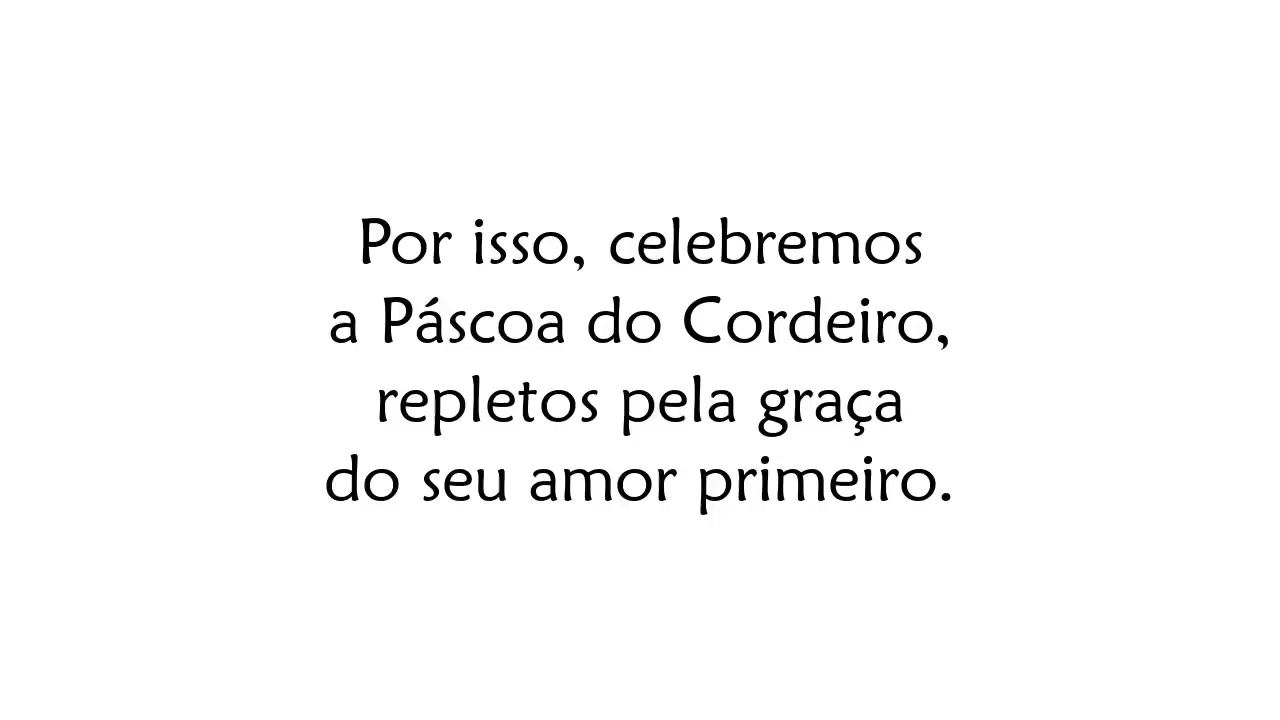 Por isso, celebremos
a Páscoa do Cordeiro,
repletos pela graça
do seu amor primeiro.